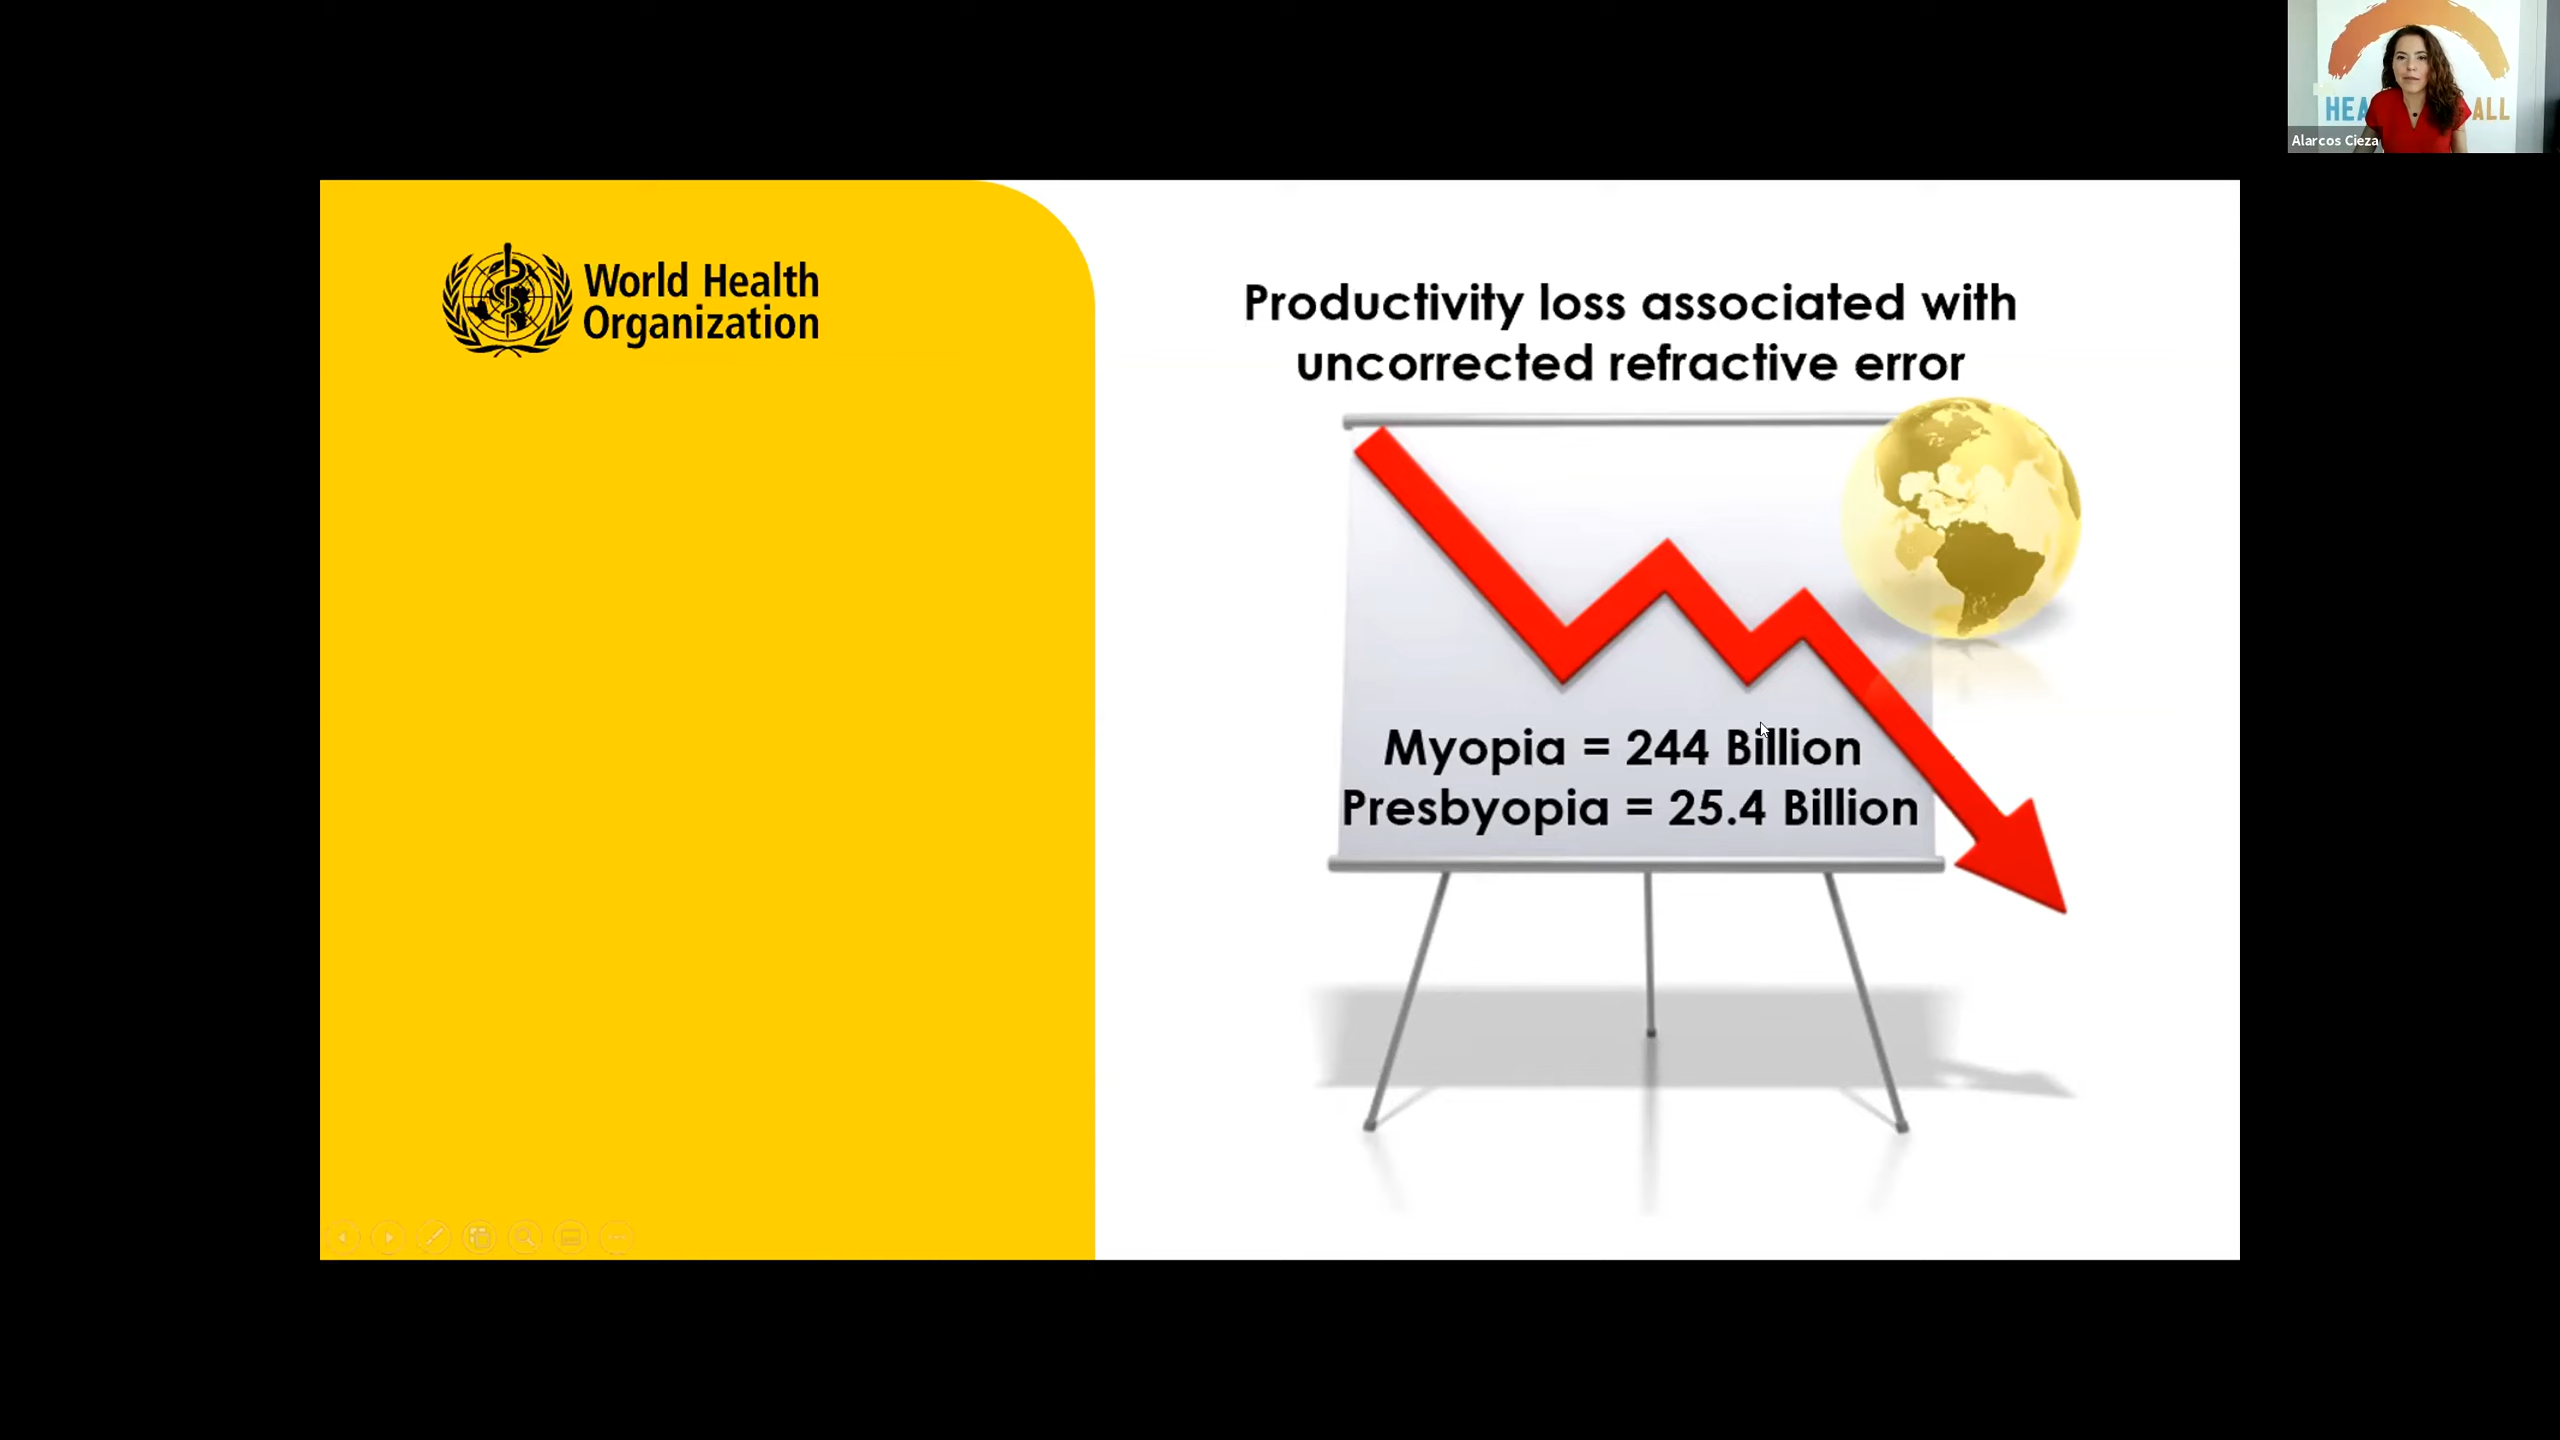 HEA ALL
Alarcos Cieza
World Health
Organization
Productivity loss associated with
uncorrected refractive error
Myopia = 244 Billion
Presbyopia = 25.4 Billion